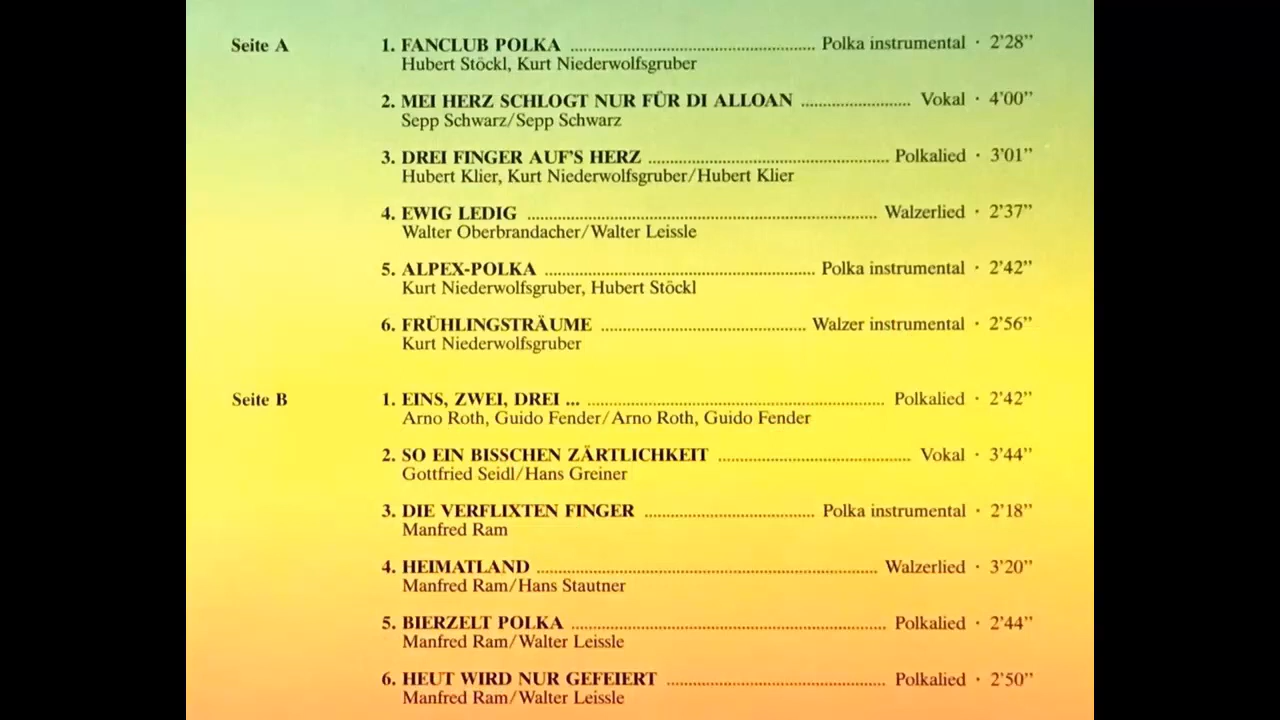 Seite A 1. FANCLUB POLKA ........ Polka instrumental · 2'28”
Hubert Stöckl, Kurt Niederwolfsgruber
2. MEI HERZ SCHLOGT NUR FÜR DI ALLOAN ........ Vokal · 4'00”
Sepp Schwarz/Sepp Schwarz
3. DREI FINGER AUF'S HERZ ........ Polkalied · 3'01”
Hubert Klier, Kurt Niederwolfsgruber/Hubert Klier
4. EWIG LEDIG ........ Walzerlied · 2'37”
Walter Oberbrandacher/Walter Leissle
5. ALPEX-POLKA ........ Polka instrumental · 2'42”
Kurt Niederwolfsgruber, Hubert Stöckl
6. FRÜHLINGSTRÄUME ........ Walzer instrumental · 2'56”
Kurt Niederwolfsgruber
Seite B 1. EINS, ZWEI, DREI ... ........ Polkalied · 2'42”
Arno Roth, Guido Fender/Arno Roth, Guido Fender
2. SO EIN BISSCHEN ZÄRTLICHKEIT ........ Vokal · 3'44”
Gottfried Seidl/Hans Greiner
3. DIE VERFLIXTEN FINGER ........ Polka instrumental · 2'18”
Manfred Ram
4. HEIMATLAND ........ Walzerlied · 3'20”
Manfred Ram/Hans Stautner
5. BIERZELT POLKA ........ Polkalied · 2'44”
Manfred Ram/Walter Leissle
6. HEUT WIRD NUR GEFEIERT ........ Polkalied · 2'50”
Manfred Ram/Walter Leissle